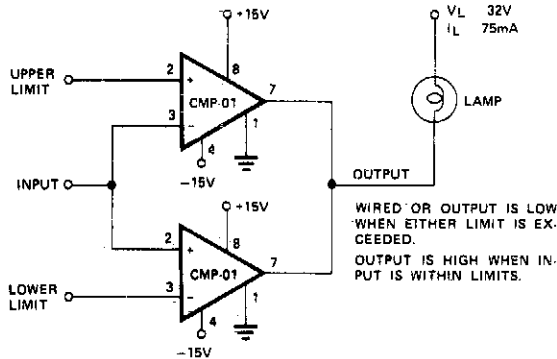 +15V
V_L 32V
I_L 75mA
UPPER
LIMIT
2
+
8
7
CMP-01
LAMP
3
−
1
4
−15V
INPUT
OUTPUT
+15V
WIRED OR OUTPUT IS LOW
WHEN EITHER LIMIT IS EX-
CEEDED.
OUTPUT IS HIGH WHEN IN-
PUT IS WITHIN LIMITS.
2
+
8
7
CMP-01
LOWER
LIMIT
3
−
1
4
−15V